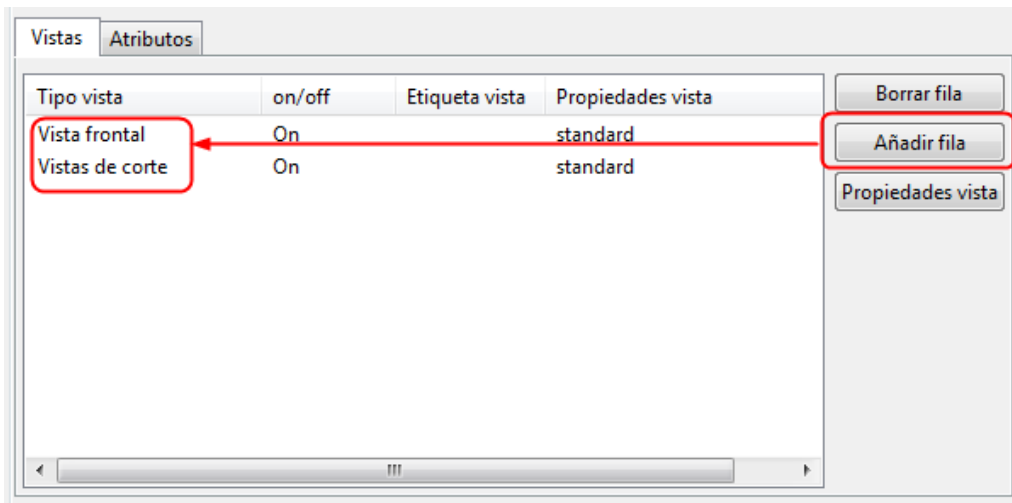 Vistas Atributos
Tipo vista on/off Etiqueta vista Propiedades vista
Vista frontal On standard
Vistas de corte On standard
Borrar fila
Añadir fila
Propiedades vista